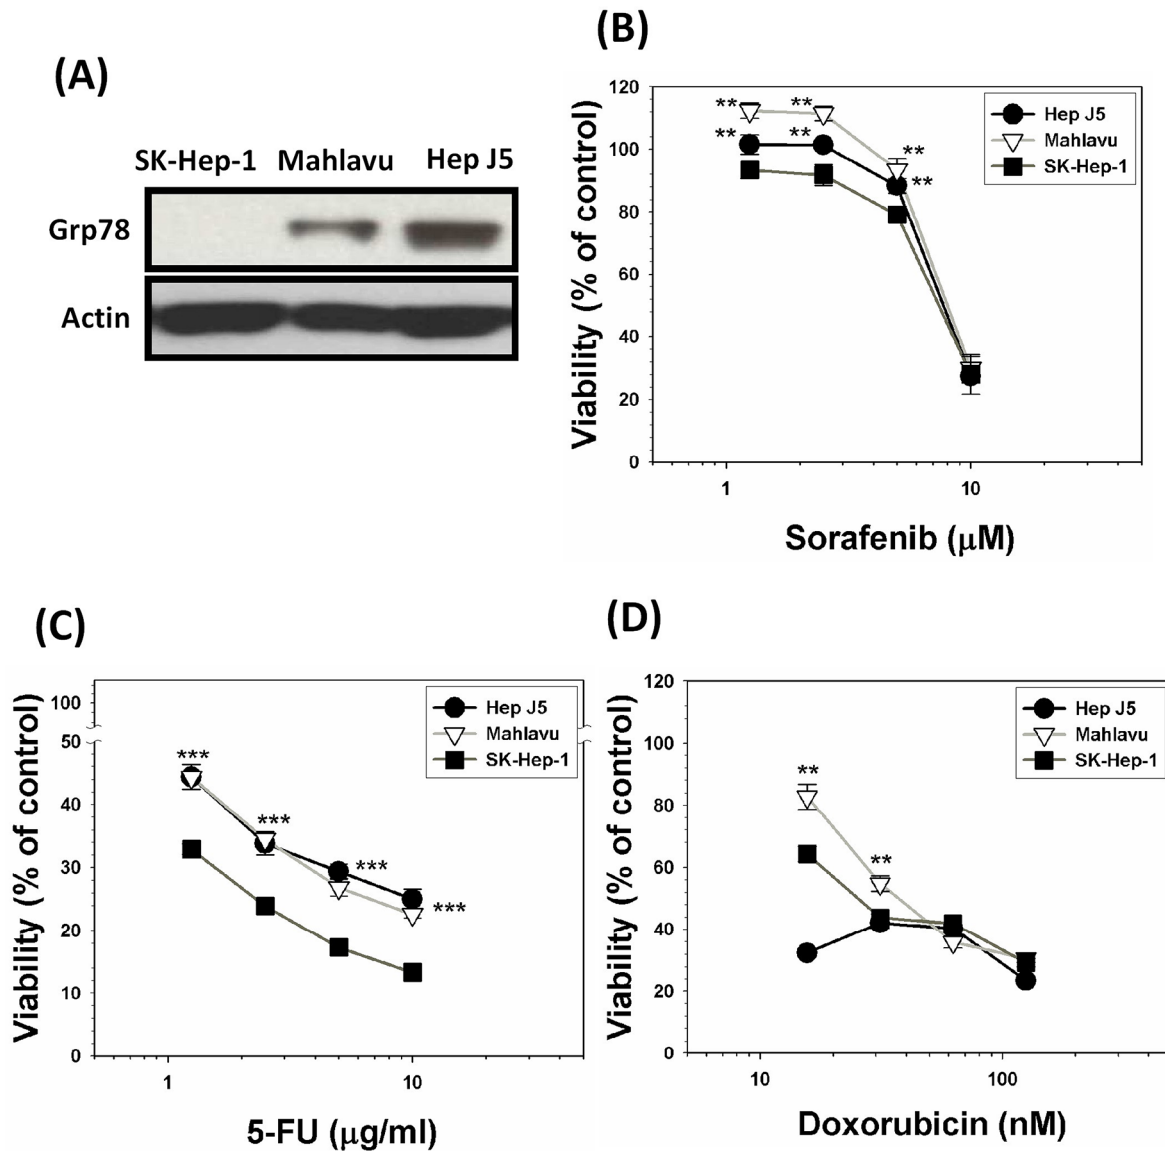 (A)
SK-Hep-1 Mahlavu Hep J5
Grp78
Actin
(B)
Viability (% of control)
120
100
80
60
40
20
0
** **
** **
**
**
Hep J5
Mahlavu
SK-Hep-1
1 10
Sorafenib (μM)
(C)
Viability (% of control)
100
50
40
30
20
10
0
***
***
***
***
Hep J5
Mahlavu
SK-Hep-1
1 10
5-FU (μg/ml)
(D)
Viability (% of control)
120
100
80
60
40
20
0
**
**
Hep J5
Mahlavu
SK-Hep-1
10 100
Doxorubicin (nM)